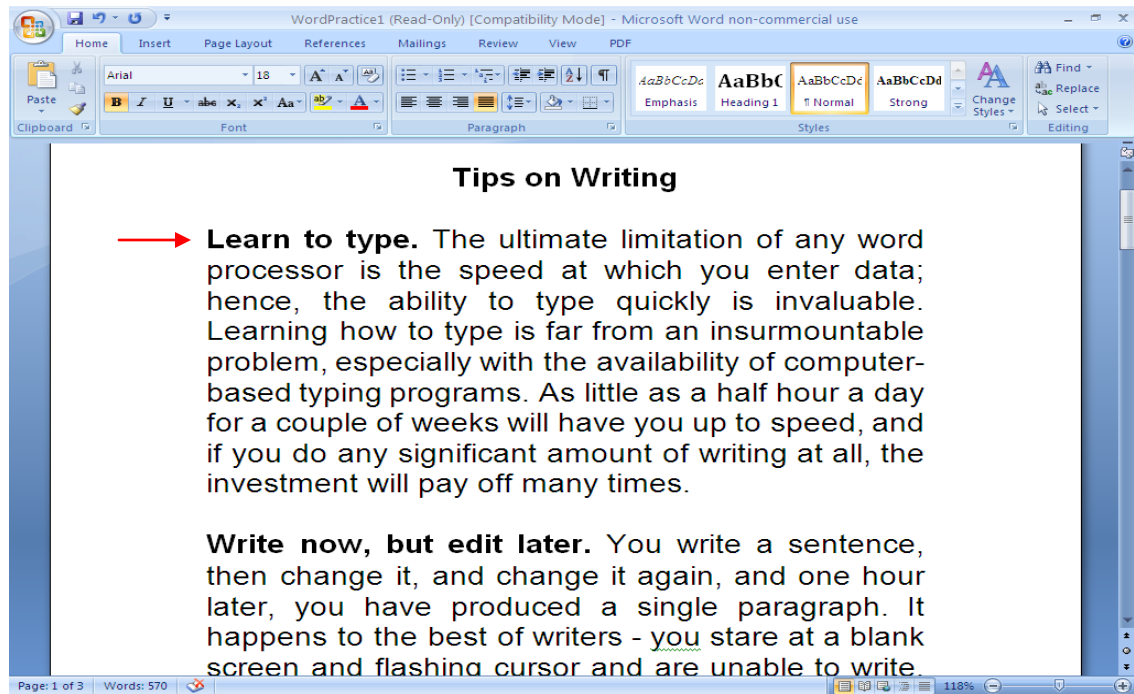 WordPractice1 (Read-Only) [Compatibility Mode] - Microsoft Word non-commercial use
Home Insert Page Layout References Mailings Review View PDF
Paste
Clipboard
Arial 18
A A Aa
B I U abc x₂ x² Aa ab A
Font
Paragraph
AaBbCcDc AaBbC AaBbCcDc AaBbCcDd
Emphasis Heading 1 ¶ Normal Strong
Change Styles
Styles
Find
Replace
Select
Editing
Tips on Writing
Learn to type. The ultimate limitation of any word
processor is the speed at which you enter data;
hence, the ability to type quickly is invaluable.
Learning how to type is far from an insurmountable
problem, especially with the availability of computer-
based typing programs. As little as a half hour a day
for a couple of weeks will have you up to speed, and
if you do any significant amount of writing at all, the
investment will pay off many times.
Write now, but edit later. You write a sentence,
then change it, and change it again, and one hour
later, you have produced a single paragraph. It
happens to the best of writers - you stare at a blank
screen and flashing cursor and are unable to write.
Page: 1 of 3 Words: 570 118%